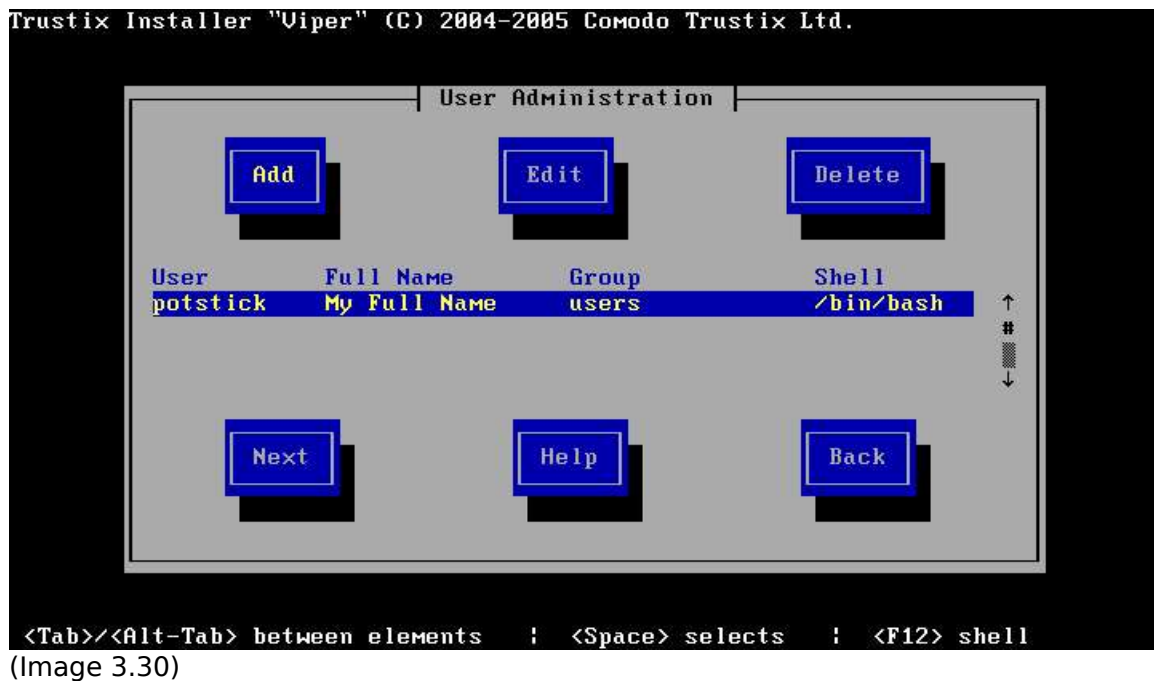 Trustix Installer "Viper" (C) 2004-2005 Comodo Trustix Ltd.
User Administration
Add Edit Delete
User Full Name Group Shell
potstick My Full Name users /bin/bash ↑
#
↓
Next Help Back
<Tab>/<Alt-Tab> between elements ¦ <Space> selects ¦ <F12> shell
(Image 3.30)